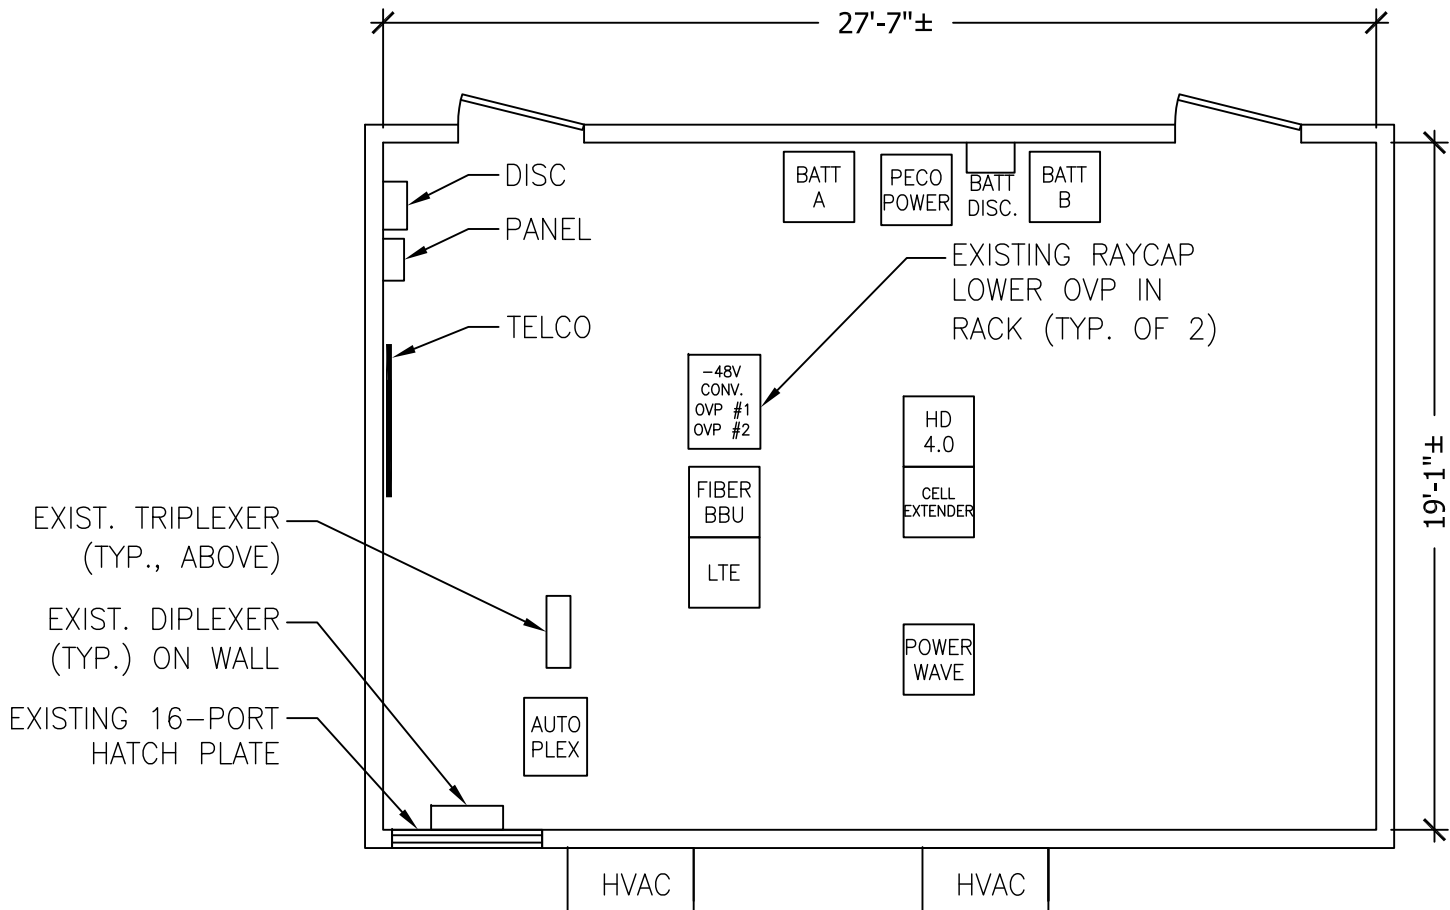 27'-7"±
DISC
PANEL
TELCO
BATT
A
PECO
POWER
BATT
DISC.
BATT
B
EXISTING RAYCAP
LOWER OVP IN
RACK (TYP. OF 2)
-48V
CONV.
OVP #1
OVP #2
HD
4.0
CELL
EXTENDER
19'-1"±
FIBER
BBU
LTE
EXIST. TRIPLEXER
(TYP., ABOVE)
EXIST. DIPLEXER
(TYP.) ON WALL
EXISTING 16-PORT
HATCH PLATE
POWER
WAVE
AUTO
PLEX
HVAC
HVAC